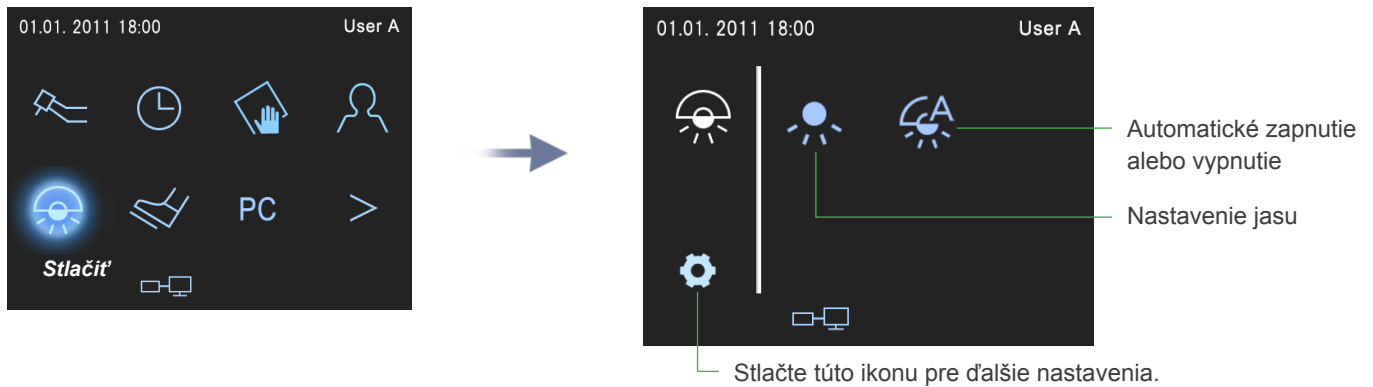 01.01. 2011 18:00 User A
PC >
Stlačiť
01.01. 2011 18:00 User A
A
Automatické zapnutie
alebo vypnutie
Nastavenie jasu
Stlačte túto ikonu pre ďalšie nastavenia.